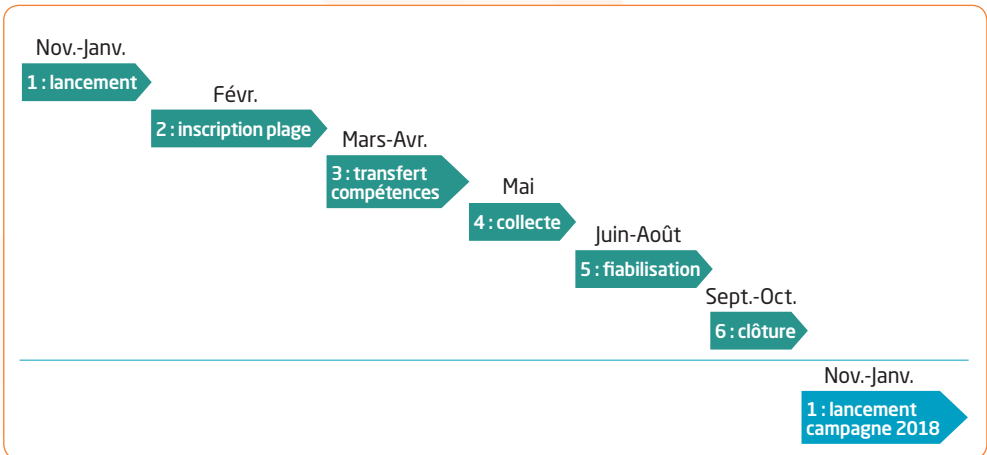 Nov.-Janv.
1 : lancement
Févr.
2 : inscription plage
Mars-Avr.
3 : transfert
compétences
Mai
4 : collecte
Juin-Août
5 : fiabilisation
Sept.-Oct.
6 : clôture
Nov.-Janv.
1 : lancement
campagne 2018